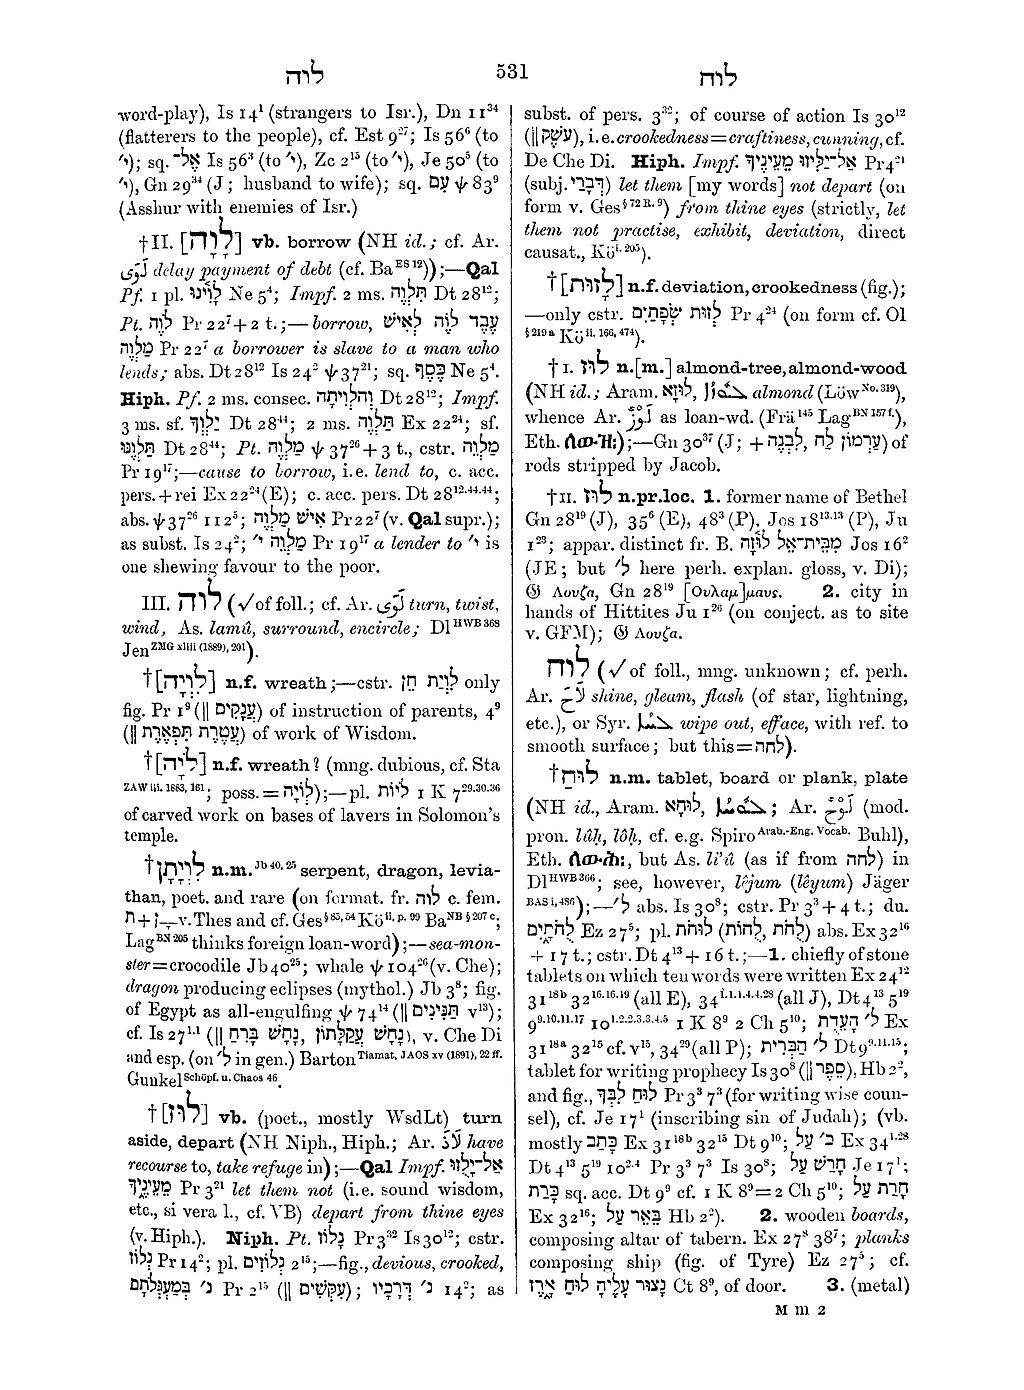 לוה
531
לוח
word-play), Is 14¹ (strangers to Isr.), Dn 11³⁴
(flatterers to the people), cf. Est 9²⁷; Is 56⁶ (to
י׳); sq. אֶל־ Is 56³ (to י׳), Zc 2¹⁵ (to י׳), Je 50⁵ (to
י׳), Gn 29³⁴ (J; husband to wife); sq. עִם ψ 83⁹
(Asshur with enemies of Isr.)
†II. [לָוָה] vb. borrow (NH id.; cf. Ar.
لَوَى delay payment of debt (cf. Ba ᴱˢ ¹²));—Qal
Pf. 1 pl. לָוִינוּ Ne 5⁴; Impf. 2 ms. תִּלְוֶה Dt 28¹²;
Pt. לֹוֶה Pr 22⁷ + 2 t.;—borrow, עֶבֶד לֹוֶה לְאִישׁ
מַלְוֶה Pr 22⁷ a borrower is slave to a man who
lends; abs. Dt 28¹² Is 24² ψ 37²¹; sq. כֶּסֶף Ne 5⁴.
Hiph. Pf. 2 ms. consec. וְהִלְוִיתָ Dt 28¹²; Impf.
3 ms. sf. יַלְוְךָ Dt 28⁴⁴; 2 ms. תַּלְוֶה Ex 22²⁴; sf.
תַּלְוֶנּוּ Dt 28⁴⁴; Pt. מַלְוֶה ψ 37²⁶ + 3 t., cstr. מַלְוֵה
Pr 19¹⁷;—cause to borrow, i.e. lend to, c. acc.
pers. + rei Ex 22²⁴ (E); c. acc. pers. Dt 28¹²·⁴⁴·⁴⁴;
abs. ψ 37²⁶ 112⁵; אִישׁ מַלְוֶה Pr 22⁷ (v. Qal supr.);
as subst. Is 24²; מַלְוֵה י׳ Pr 19¹⁷ a lender to י׳ is
one shewing favour to the poor.
III. לוה (√ of foll.; cf. Ar. لَوَى turn, twist,
wind, As. lamû, surround, encircle; Dl HWB 368
Jen ZMG xliii (1889), 201).
†[לִוְיָה] n.f. wreath;—cstr. לִוְיַת חֵן only
fig. Pr 1⁹ (‖ עֲנָקִים) of instruction of parents, 4⁹
(‖ עֲטֶרֶת תִּפְאֶרֶת) of work of Wisdom.
†[לֹיָה] n.f. wreath? (mng. dubious, cf. Sta
ZAW iii. 1883, 161; poss. = לֹוְיָה);—pl. לֹיוֹת 1 K 7²⁹·³⁰·³⁶
of carved work on bases of lavers in Solomon's
temple.
†לִוְיָתָן n.m. Jb 40, 25 serpent, dragon, levia-
than, poet. and rare (on format. fr. לוה c. fem.
ת + ָן— v. Thes and cf. Ges § 85, 54 Kö ii, p. 99 Ba NB § 207 c;
Lag BN 205 thinks foreign loan-word);—sea-mon-
ster = crocodile Jb 40²⁵; whale ψ 104²⁶ (v. Che);
dragon producing eclipses (mythol.) Jb 3⁸; fig.
of Egypt as all-engulfing ψ 74¹⁴ (‖ תַּנִּינִים v¹³);
cf. Is 27¹·¹ (‖ נָחָשׁ בָּרִחַ, נָחָשׁ עֲקַלָּתוֹן), v. Che Di
and esp. (on ל׳ in gen.) Barton Tiamat, JAOS xv (1891), 22 ff.
Gunkel Schöpf. u. Chaos 46.
†[לוּז] vb. (poet., mostly WsdLt) turn
aside, depart (NH Niph., Hiph.; Ar. لَاذَ have
recourse to, take refuge in);—Qal Impf. אַל־יָלֻזוּ
מֵעֵינֶיךָ Pr 3²¹ let them not (i.e. sound wisdom,
etc., si vera l., cf. VB) depart from thine eyes
(v. Hiph.). Niph. Pt. נָלוֹז Pr 3³² Is 30¹²; cstr.
נְלוֹז Pr 14²; pl. נְלוֹזִים 2¹⁵;—fig., devious, crooked,
נ׳ בְּמַעְגְּלֹתָם Pr 2¹⁵ (‖ עִקְּשִׁים); נ׳ דְּרָכָיו 14²; as
subst. of pers. 3³²; of course of action Is 30¹²
(‖ עֹשֶׁק), i.e. crookedness = craftiness, cunning, cf.
De Che Di. Hiph. Impf. אַל־יַלִּיזוּ מֵעֵינֶיךָ Pr 4²¹
(subj. דְּבָרַי) let them [my words] not depart (on
form v. Ges § 72 R. 9) from thine eyes (strictly, let
them not practise, exhibit, deviation, direct
causat., Kö i. 205).
†[לָזוּת] n.f. deviation, crookedness (fig.);
—only cstr. לְזוּת שְׂפָתַיִם Pr 4²⁴ (on form cf. Ol
§ 219 a Kö ii. 166, 474).
†I. לוּז n.[m.] almond-tree, almond-wood
(NH id.; Aram. לוּזָא, ܠܘܙܐ almond (Löw No. 319),
whence Ar. لَوْز as loan-wd. (Frä 145 Lag BN 157 f.),
Eth. ለውዝ፡);—Gn 30³⁷ (J; + לִבְנֶה, עַרְמוֹן לַח) of
rods stripped by Jacob.
†II. לוּז n.pr.loc. 1. former name of Bethel
Gn 28¹⁹ (J), 35⁶ (E), 48³ (P), Jos 18¹³·¹³ (P), Ju
1²³; appar. distinct fr. B. מִבֵּית־אֵל לוּזָה Jos 16²
(JE; but ל׳ here perh. explan. gloss, v. Di);
𝔊 Λουζα, Gn 28¹⁹ [Ουλαμ]μαυς. 2. city in
hands of Hittites Ju 1²⁶ (on conject. as to site
v. GFM); 𝔊 Λουζα.
לוח (√ of foll., mng. unknown; cf. perh.
Ar. لَاحَ shine, gleam, flash (of star, lightning,
etc.), or Syr. wipe out, efface, with ref. to
smooth surface; but this = לחה).
†לוּחַ n.m. tablet, board or plank, plate
(NH id., Aram. לוּחָא, ܠܘܚܐ; Ar. لَوْح (mod.
pron. lûḥ, lôḥ, cf. e.g. Spiro Arab.-Eng. Vocab. Buhl),
Eth. ለውሕ፡, but As. li'û (as if from לחה) in
Dl HWB 366; see, however, lêjum (lêyum) Jäger
BAS i, 486);—ל׳ abs. Is 30⁸; cstr. Pr 3³ + 4 t.; du.
לֻחֹתָיִם Ez 27⁵; pl. לוּחֹת (לֻחוֹת, לֻחֹת) abs. Ex 32¹⁶
+ 17 t.; cstr. Dt 4¹³ + 16 t.;—1. chiefly of stone
tablets on which ten words were written Ex 24¹²
31¹⁸ᵇ 32¹⁶·¹⁶·¹⁹ (all E), 34¹·¹·¹·⁴·⁴·²⁸ (all J), Dt 4¹³ 5¹⁹
9⁹·¹⁰·¹¹·¹⁷ 10¹·²·²·³·³·⁴·⁵ 1 K 8⁹ 2 Ch 5¹⁰; ל׳ הָעֵדֻת Ex
31¹⁸ᵃ 32¹⁵ cf. v¹⁵, 34²⁹ (all P); ל׳ הַבְּרִית Dt 9⁹·¹¹·¹⁵;
tablet for writing prophecy Is 30⁸ (‖ סֵפֶר), Hb 2²,
and fig., לוּחַ לִבְּךָ Pr 3³ 7³ (for writing wise coun-
sel), cf. Je 17¹ (inscribing sin of Judah); (vb.
mostly כָּתַב Ex 31¹⁸ᵇ 32¹⁵ Dt 9¹⁰; כ׳ עַל Ex 34¹·²⁸
Dt 4¹³ 5¹⁹ 10²·⁴ Pr 3³ 7³ Is 30⁸; חָרַשׁ עַל Je 17¹;
כָּרַת sq. acc. Dt 9⁹ cf. 1 K 8⁹ = 2 Ch 5¹⁰; חָרַת עַל
Ex 32¹⁶; בֵּאֵר עַל Hb 2²). 2. wooden boards,
composing altar of tabern. Ex 27⁸ 38⁷; planks
composing ship (fig. of Tyre) Ez 27⁵; cf.
נָצוּר עָלֶיהָ לוּחַ אָרֶז Ct 8⁹, of door. 3. (metal)
M m 2